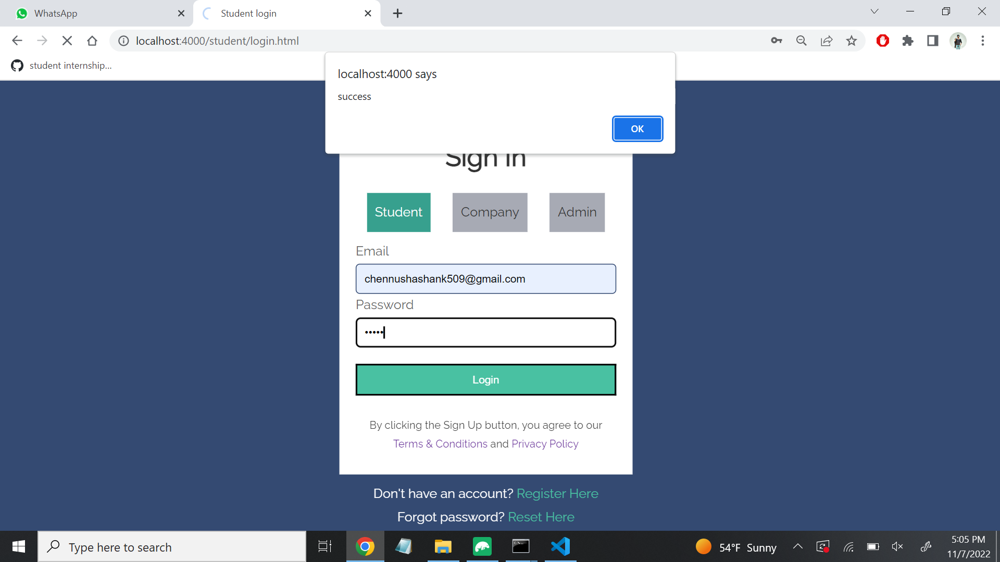 WhatsApp
Student login
localhost:4000/student/login.html
student internship...
localhost:4000 says
success
OK
Sign In
Student
Company
Admin
Email
chennushashank509@gmail.com
Password
•••••
Login
By clicking the Sign Up button, you agree to our
Terms & Conditions and Privacy Policy
Don't have an account? Register Here
Forgot password? Reset Here
Type here to search
54°F Sunny
5:05 PM
11/7/2022